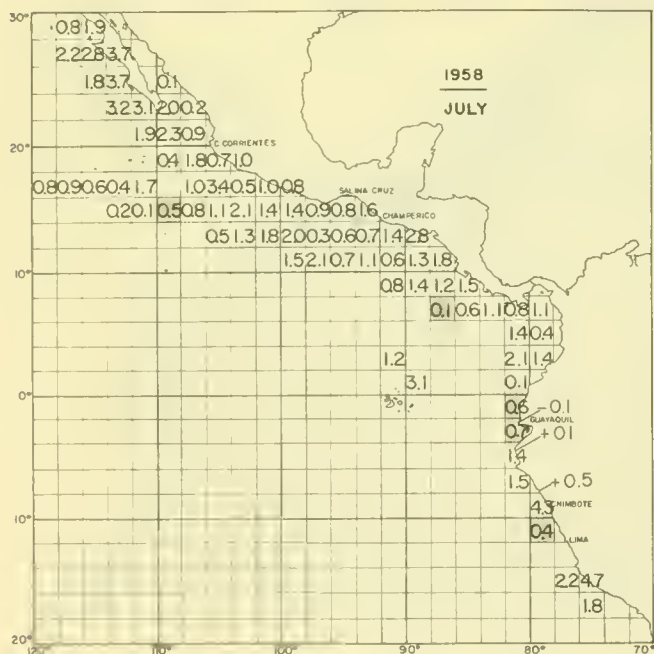 30°
0.8 1.9
2.2 2.8 3.7
1.8 3.7 0.1
1958
JULY
3.2 3.1 2.0 0.2
1.9 2.3 0.9
20°
C. CORRIENTES
0.4 1.8 0.7 1.0
0.8 0.9 0.6 0.4 1.7 1.0 3.4 0.5 1.0 0.8
SALINA CRUZ
0.2 0.1 0.5 0.8 1.1 2.1 1.4 1.4 0.9 0.8 1.6
CHAMPERICO
0.5 1.3 1.8 2.0 0.3 0.6 0.7 1.4 2.8
1.5 2.1 0.7 1.1 0.6 1.3 1.8
10°
0.8 1.4 1.2 1.5
0.1 0.6 1.1 0.8 1.1
1.4 0.4
1.2 2.1 1.4
3.1 0.1
0°
0.6 -0.1
GUAYAQUIL
0.7 +01
1.4
1.5 +0.5
4.3 CHIMBOTE
10°
0.4 LIMA
2.2 4.7
1.8
20°
120° 110° 100° 90° 80° 70°